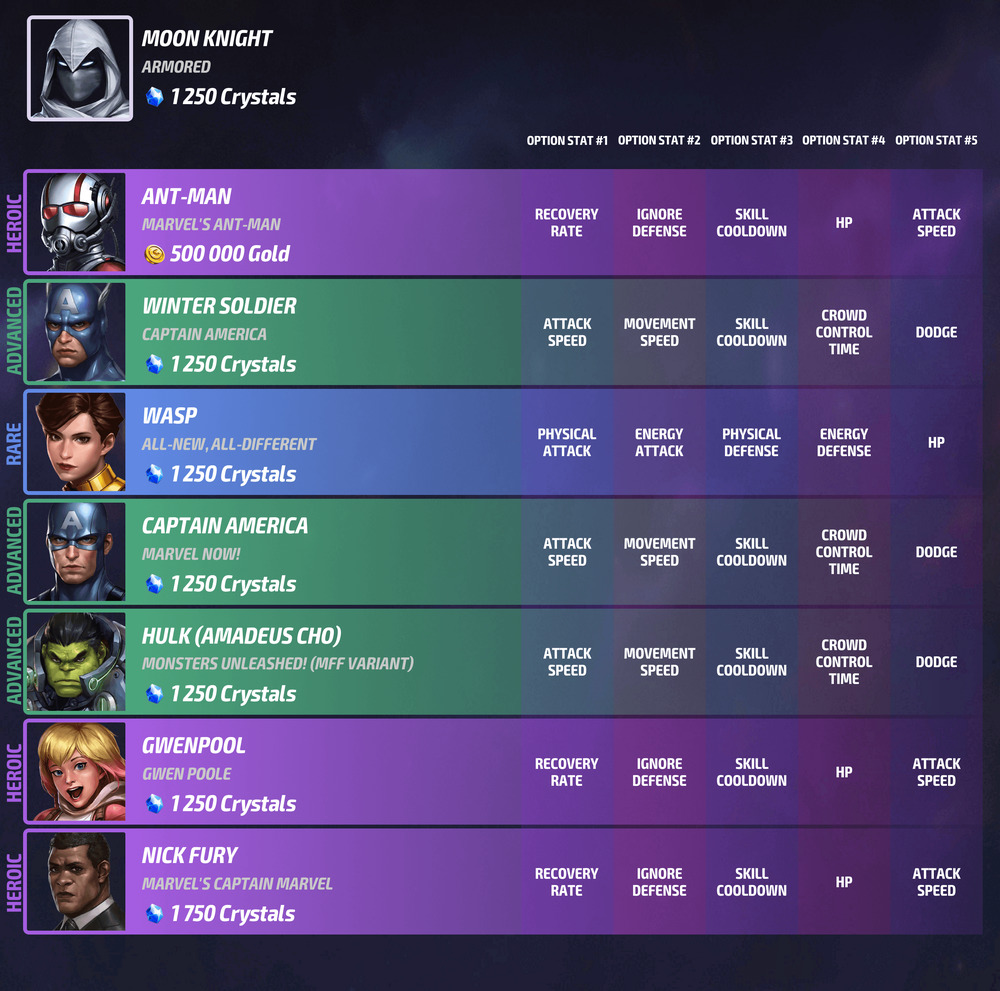 MOON KNIGHT
ARMORED
1 250 Crystals
OPTION STAT #1 OPTION STAT #2 OPTION STAT #3 OPTION STAT #4 OPTION STAT #5
HEROIC
ANT-MAN
MARVEL'S ANT-MAN
500 000 Gold
RECOVERY
RATE
IGNORE
DEFENSE
SKILL
COOLDOWN
HP
ATTACK
SPEED
ADVANCED
A
WINTER SOLDIER
CAPTAIN AMERICA
1 250 Crystals
ATTACK
SPEED
MOVEMENT
SPEED
SKILL
COOLDOWN
CROWD
CONTROL
TIME
DODGE
RARE
WASP
ALL-NEW, ALL-DIFFERENT
1 250 Crystals
PHYSICAL
ATTACK
ENERGY
ATTACK
PHYSICAL
DEFENSE
ENERGY
DEFENSE
HP
ADVANCED
A
CAPTAIN AMERICA
MARVEL NOW!
1 250 Crystals
ATTACK
SPEED
MOVEMENT
SPEED
SKILL
COOLDOWN
CROWD
CONTROL
TIME
DODGE
ADVANCED
HULK (AMADEUS CHO)
MONSTERS UNLEASHED! (MFF VARIANT)
1 250 Crystals
ATTACK
SPEED
MOVEMENT
SPEED
SKILL
COOLDOWN
CROWD
CONTROL
TIME
DODGE
HEROIC
GWENPOOL
GWEN POOLE
1 250 Crystals
RECOVERY
RATE
IGNORE
DEFENSE
SKILL
COOLDOWN
HP
ATTACK
SPEED
HEROIC
NICK FURY
MARVEL'S CAPTAIN MARVEL
1 750 Crystals
RECOVERY
RATE
IGNORE
DEFENSE
SKILL
COOLDOWN
HP
ATTACK
SPEED